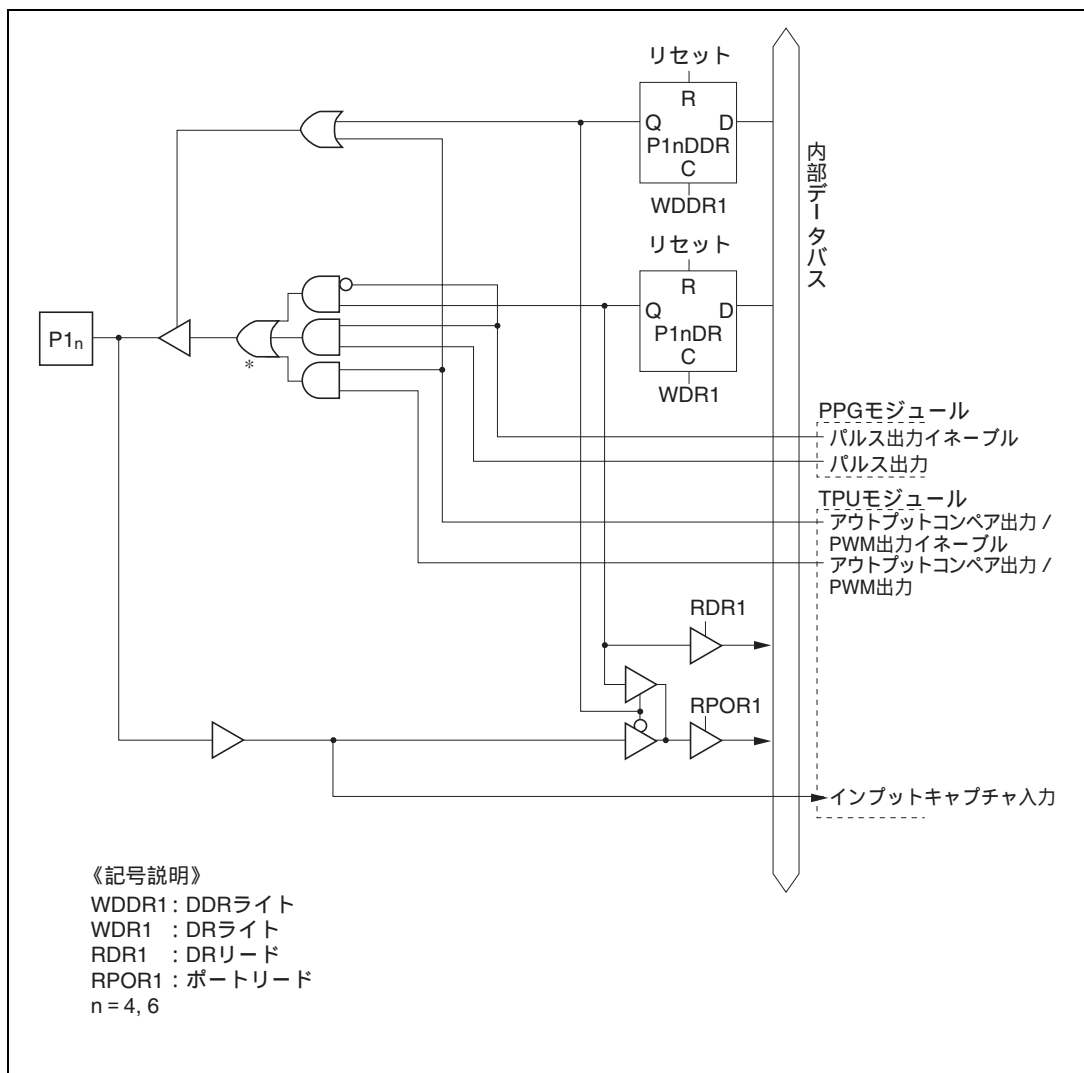 リセット
R
Q D
P1nDDR
C
WDDR1
リセット
R
Q D
P1nDR
C
WDR1
内部データバス
P1n
*
PPGモジュール
パルス出力イネーブル
パルス出力
TPUモジュール
アウトプットコンペア出力 /
PWM出力イネーブル
アウトプットコンペア出力 /
PWM出力
RDR1
RPOR1
インプットキャプチャ入力
《記号説明》
WDDR1 : DDRライト
WDR1 : DRライト
RDR1 : DRリード
RPOR1 : ポートリード
n = 4, 6